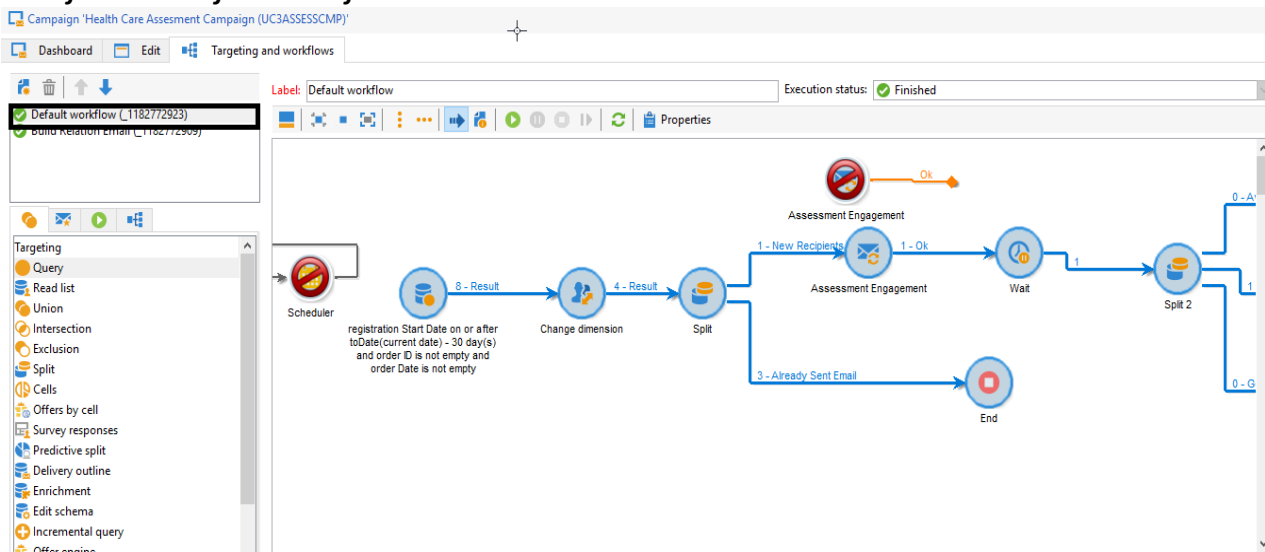 Campaign 'Health Care Assesment Campaign (UC3ASSESSCMP)'
Dashboard Edit Targeting and workflows
Label: Default workflow Execution status: Finished
Default workflow (_1182772923)
Build Relation Email (_1182772909)
Properties
Targeting
Query
Read list
Union
Intersection
Exclusion
Split
Cells
Offers by cell
Survey responses
Predictive split
Delivery outline
Enrichment
Edit schema
Incremental query
Offer engine
Scheduler
8 - Result
registration Start Date on or after
toDate(current date) - 30 day(s)
and order ID is not empty and
order Date is not empty
4 - Result
Change dimension
Split
Ok
Assessment Engagement
1 - New Recipients
1 - Ok
Assessment Engagement
Wait
1
3 - Already Sent Email
End
Split 2
0 - A
1
0 - G